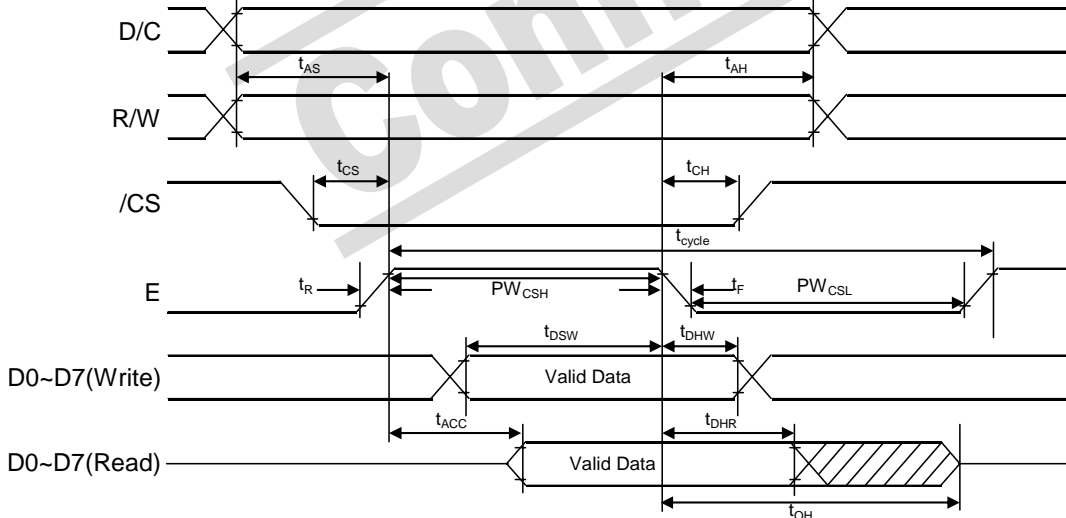 D/C
tAS
tAH
R/W
tCS
tCH
/CS
tcycle
E
tR
PWCSH
tF
PWCSL
tDSW
tDHW
D0~D7(Write)
Valid Data
tACC
tDHR
D0~D7(Read)
Valid Data
tOH